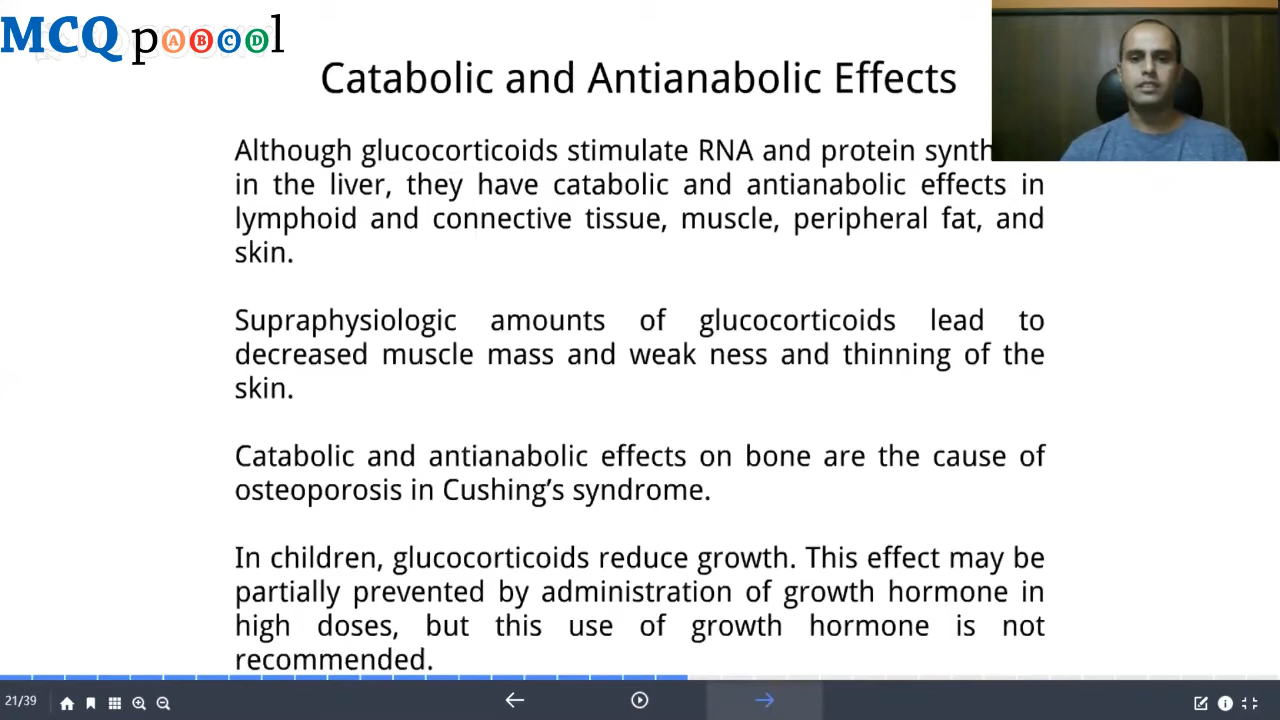 MCQ pABCDl
Catabolic and Antianabolic Effects
Although glucocorticoids stimulate RNA and protein synth
in the liver, they have catabolic and antianabolic effects in
lymphoid and connective tissue, muscle, peripheral fat, and
skin.
Supraphysiologic amounts of glucocorticoids lead to
decreased muscle mass and weak ness and thinning of the
skin.
Catabolic and antianabolic effects on bone are the cause of
osteoporosis in Cushing’s syndrome.
In children, glucocorticoids reduce growth. This effect may be
partially prevented by administration of growth hormone in
high doses, but this use of growth hormone is not
recommended.
21/39